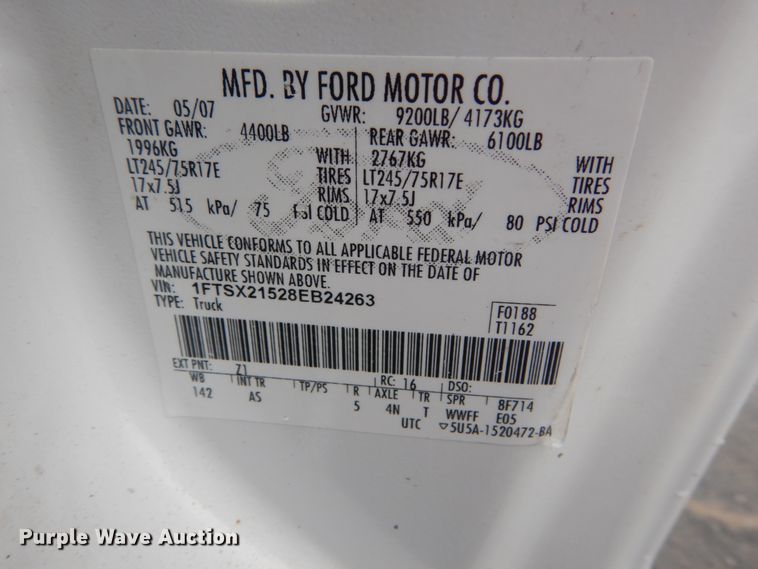 MFD. BY FORD MOTOR CO.
DATE: 05/07 GVWR: 9200LB/ 4173KG
FRONT GAWR: 4400LB REAR GAWR: 6100LB
1996KG WITH 2767KG WITH
LT245/75R17E TIRES LT245/75R17E TIRES
17x7.5J RIMS 17x7.5J RIMS
AT 515 kPa/ 75 PSI COLD AT 550 kPa/ 80 PSI COLD
THIS VEHICLE CONFORMS TO ALL APPLICABLE FEDERAL MOTOR
VEHICLE SAFETY STANDARDS IN EFFECT ON THE DATE OF
MANUFACTURE SHOWN ABOVE.
VIN: 1FTSX21528EB24263 F0188
TYPE: Truck T1162
EXT PNT: Z1 RC: 16 DSO:
WB INT TR TP/PS R AXLE TR SPR 8F714
142 AS 5 4N T WWFF E05
UTC ▽5U5A-1520472-BA
Purple Wave Auction